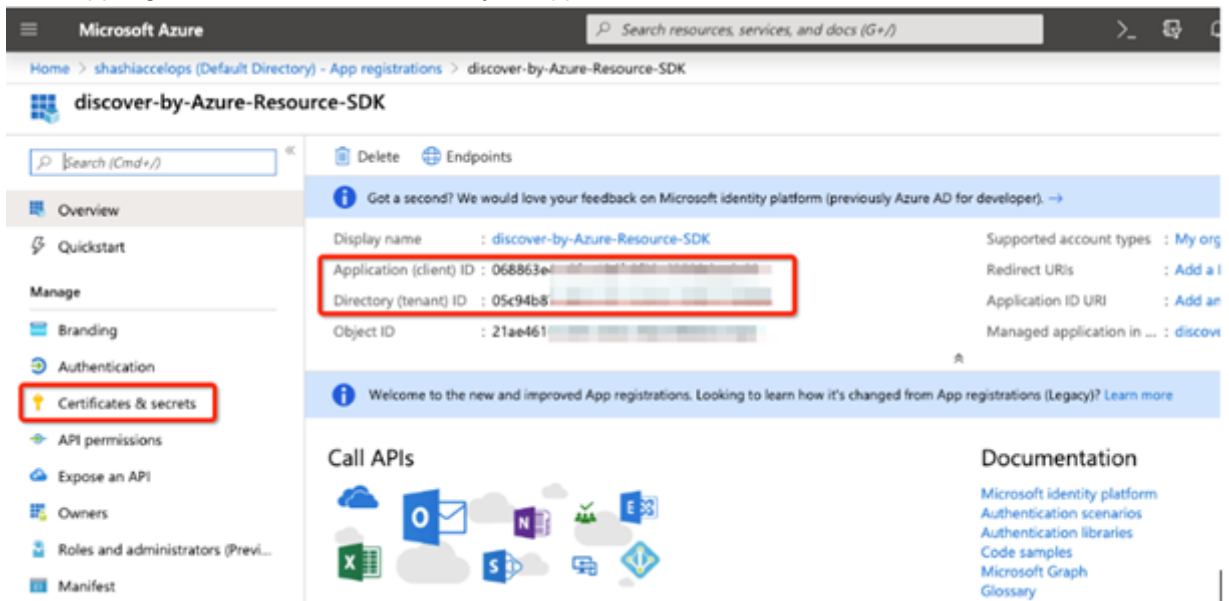 Microsoft Azure
Search resources, services, and docs (G+/)
Home > shashiaccelops (Default Directory) - App registrations > discover-by-Azure-Resource-SDK
discover-by-Azure-Resource-SDK
Search (Cmd+/)
Overview
Quickstart
Manage
Branding
Authentication
Certificates & secrets
API permissions
Expose an API
Owners
Roles and administrators (Previ...
Manifest
Delete
Endpoints
Got a second? We would love your feedback on Microsoft identity platform (previously Azure AD for developer). →
Display name : discover-by-Azure-Resource-SDK
Application (client) ID : 068863e
Directory (tenant) ID : 05c94b8
Object ID : 21ae461
Supported account types : My org
Redirect URIs : Add a
Application ID URI : Add an
Managed application in ... : discove
Welcome to the new and improved App registrations. Looking to learn how it's changed from App registrations (Legacy)? Learn more
Call APIs
Documentation
Microsoft identity platform
Authentication scenarios
Authentication libraries
Code samples
Microsoft Graph
Glossary